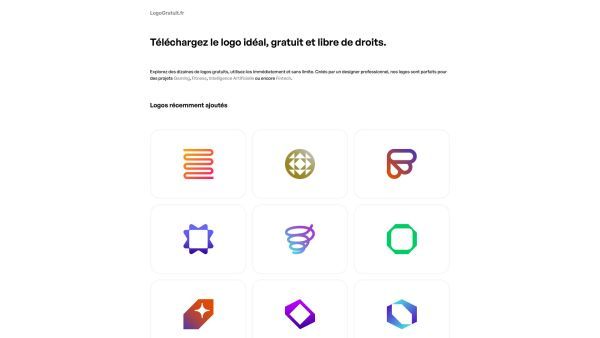 LogoGratuit.fr
Téléchargez le logo idéal, gratuit et libre de droits.
Explorez des dizaines de logos gratuits, utilisez les immédiatement et sans limite. Créés par un designer professionnel, nos logos sont parfaits pour
des projets Gaming, Fitness, Intelligence Artificielle ou encore Fintech.
Logos récemment ajoutés